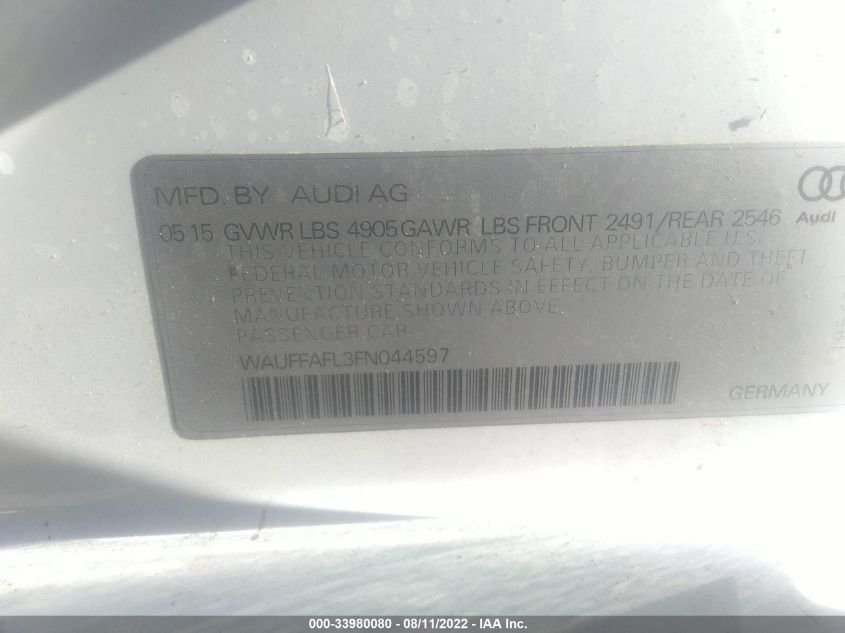 MFD. BY AUDI AG
Audi
05 15 GVWR LBS 4905 GAWR LBS FRONT 2491/REAR 2546
THIS VEHICLE CONFORMS TO ALL APPLICABLE U.S.
FEDERAL MOTOR VEHICLE SAFETY, BUMPER AND THEFT
PREVENTION STANDARDS IN EFFECT ON THE DATE OF
MANUFACTURE SHOWN ABOVE.
PASSENGER CAR
WAUFFAFL3FN044597
GERMANY
000-33980080 - 08/11/2022 - IAA Inc.